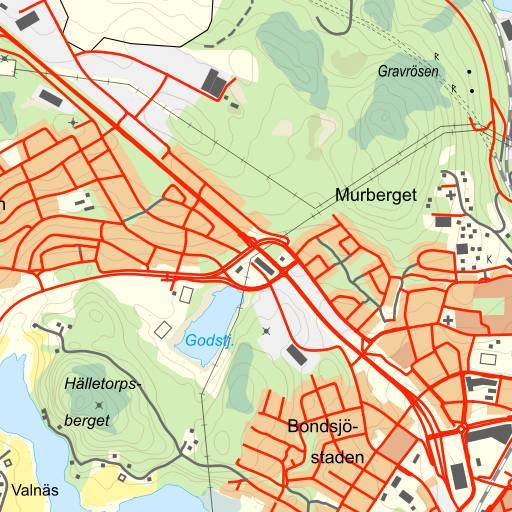 Gravrösen
R
R
Murberget
n
K
Godstj.
Hälletorps-
berget
Bondsjö-
staden
Valnäs